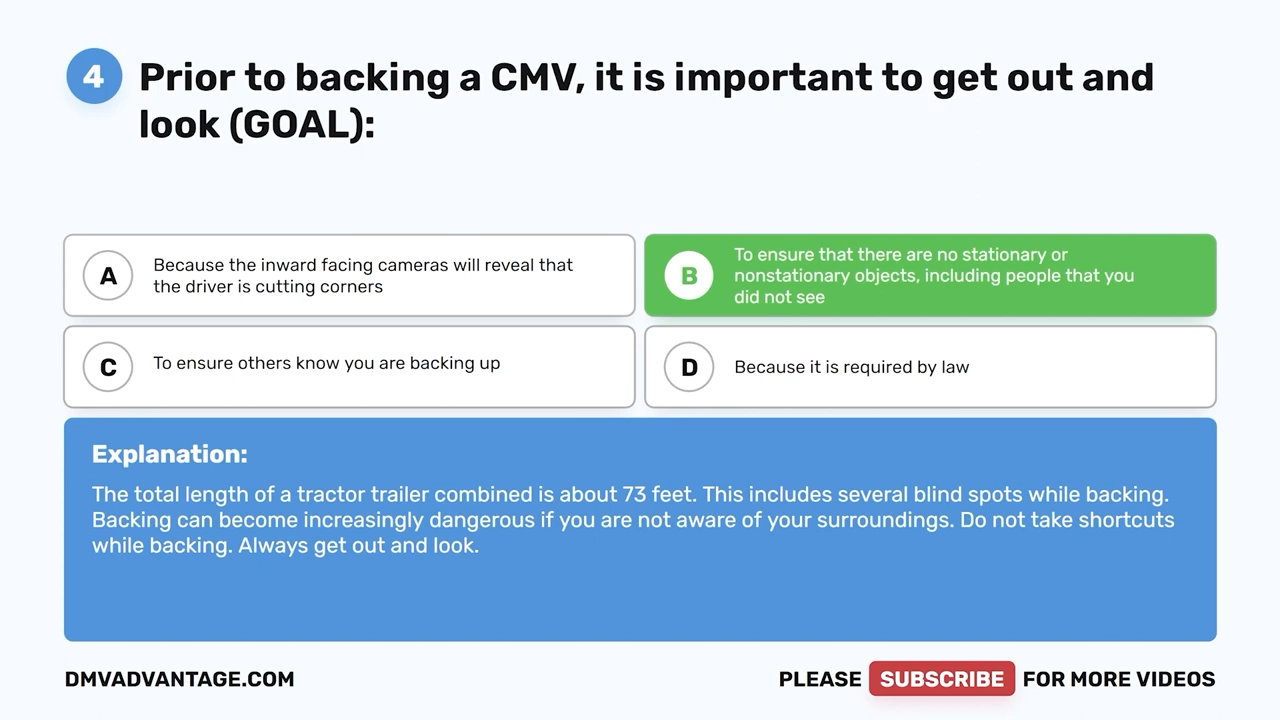 4
Prior to backing a CMV, it is important to get out and
look (GOAL):
A
Because the inward facing cameras will reveal that
the driver is cutting corners
B
To ensure that there are no stationary or
nonstationary objects, including people that you
did not see
C
To ensure others know you are backing up
D
Because it is required by law
Explanation:
The total length of a tractor trailer combined is about 73 feet. This includes several blind spots while backing.
Backing can become increasingly dangerous if you are not aware of your surroundings. Do not take shortcuts
while backing. Always get out and look.
DMVADVANTAGE.COM
PLEASE SUBSCRIBE FOR MORE VIDEOS